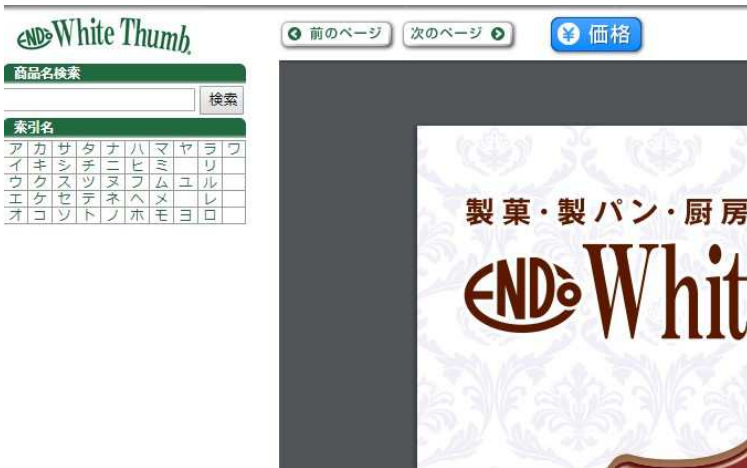 ENDO White Thumb
前のページ
次のページ
¥ 価格
商品名検索
検索
索引名
ア カ サ タ ナ ハ マ ヤ ラ ワ
イ キ シ チ ニ ヒ ミ リ
ウ ク ス ツ ヌ フ ム ユ ル
エ ケ セ テ ネ ヘ メ レ
オ コ ソ ト ノ ホ モ ヨ ロ
製菓・製パン・厨房
ENDO Whit